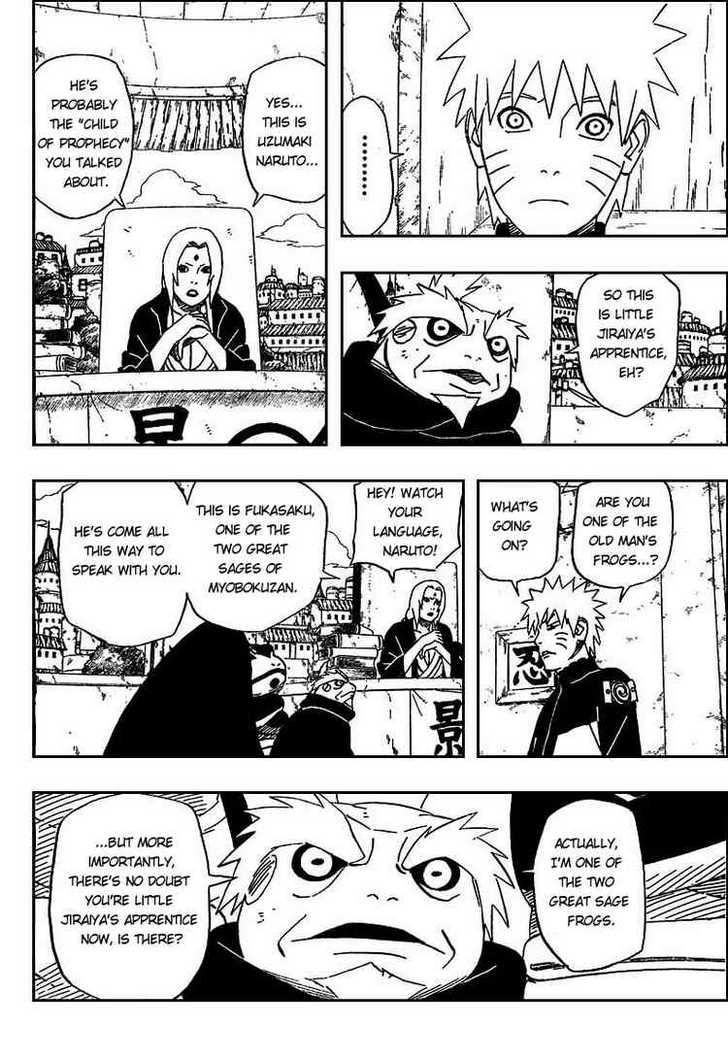 .........
SO THIS
IS LITTLE
JIRAIYA'S
APPRENTICE,
EH?
YES...
THIS IS
UZUMAKI
NARUTO...
HE'S
PROBABLY
THE "CHILD
OF PROPHECY"
YOU TALKED
ABOUT.
ARE YOU
ONE OF THE
OLD MAN'S
FROGS...?
WHAT'S
GOING
ON?
忍
HEY! WATCH
YOUR
LANGUAGE,
NARUTO!
THIS IS FUKASAKU,
ONE OF THE
TWO GREAT
SAGES OF
MYOBOKUZAN.
HE'S COME ALL
THIS WAY TO
SPEAK WITH YOU.
景
ACTUALLY,
I'M ONE OF
THE TWO
GREAT SAGE
FROGS.
...BUT MORE
IMPORTANTLY,
THERE'S NO DOUBT
YOU'RE LITTLE
JIRAIYA'S APPRENTICE
NOW, IS THERE?